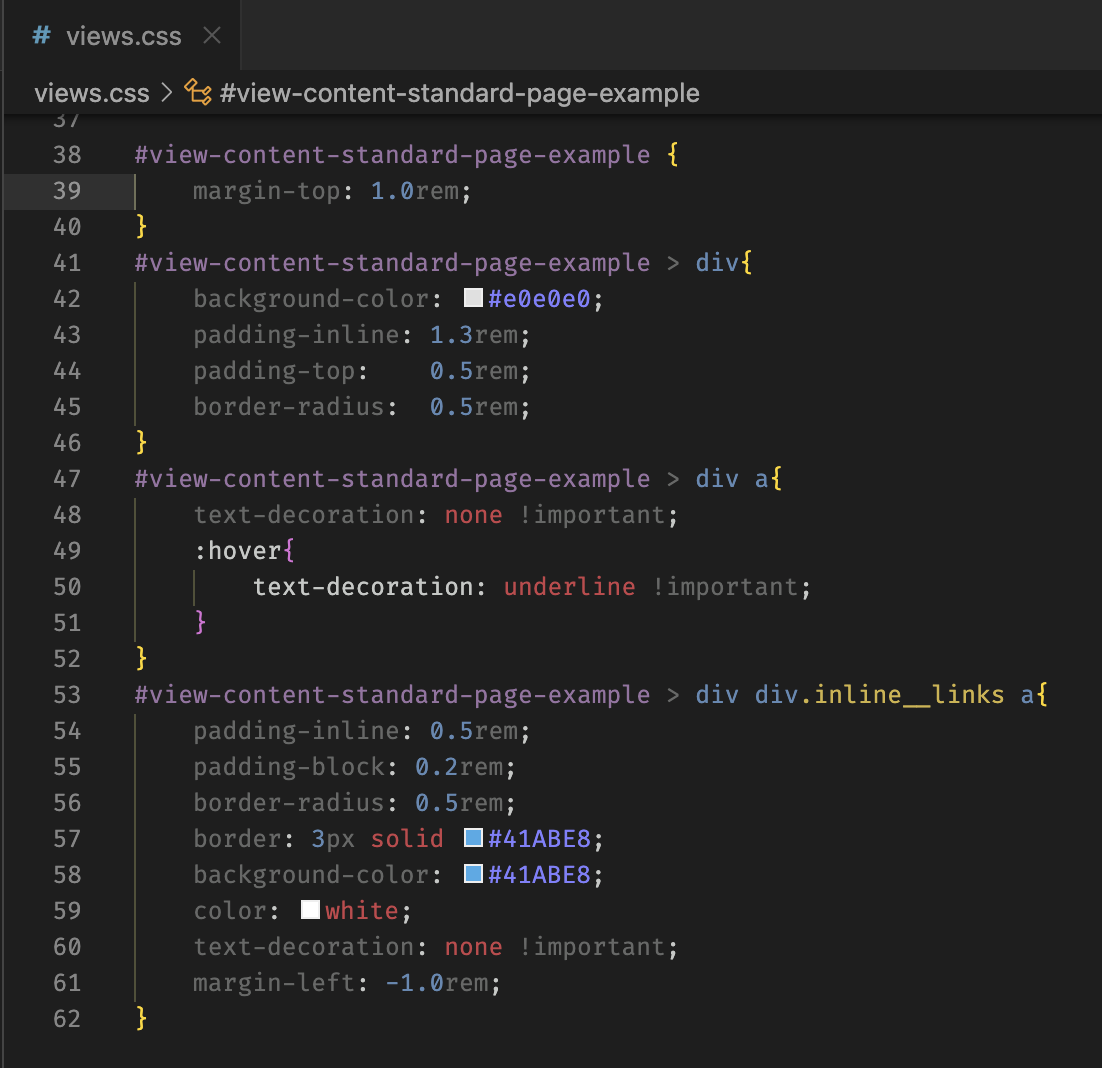 # views.css ×
views.css > #view-content-standard-page-example
37
38 #view-content-standard-page-example {
39     margin-top: 1.0rem;
40 }
41 #view-content-standard-page-example > div{
42     background-color: #e0e0e0;
43     padding-inline: 1.3rem;
44     padding-top:    0.5rem;
45     border-radius:  0.5rem;
46 }
47 #view-content-standard-page-example > div a{
48     text-decoration: none !important;
49     :hover{
50         text-decoration: underline !important;
51     }
52 }
53 #view-content-standard-page-example > div div.inline__links a{
54     padding-inline: 0.5rem;
55     padding-block: 0.2rem;
56     border-radius: 0.5rem;
57     border: 3px solid #41ABE8;
58     background-color: #41ABE8;
59     color: white;
60     text-decoration: none !important;
61     margin-left: -1.0rem;
62 }